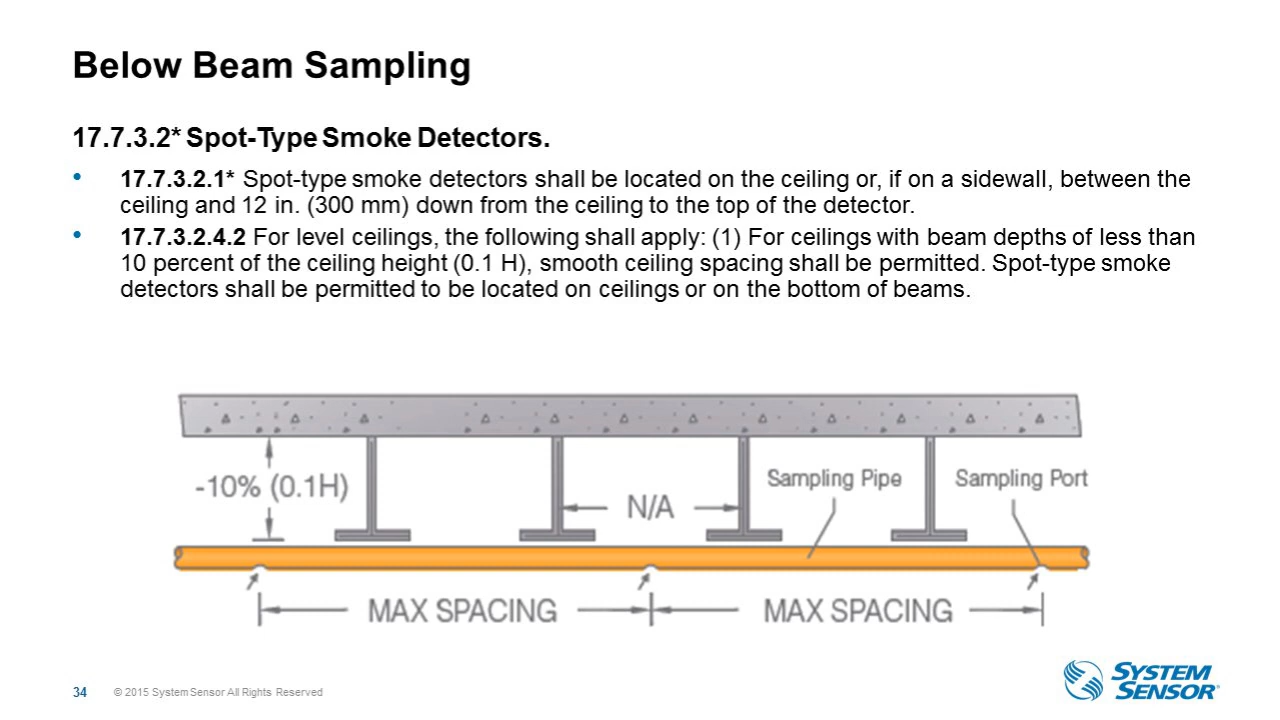 Below Beam Sampling
17.7.3.2* Spot-Type Smoke Detectors.
• 17.7.3.2.1* Spot-type smoke detectors shall be located on the ceiling or, if on a sidewall, between the
ceiling and 12 in. (300 mm) down from the ceiling to the top of the detector.
• 17.7.3.2.4.2 For level ceilings, the following shall apply: (1) For ceilings with beam depths of less than
10 percent of the ceiling height (0.1 H), smooth ceiling spacing shall be permitted. Spot-type smoke
detectors shall be permitted to be located on ceilings or on the bottom of beams.
-10% (0.1H)
N/A
Sampling Pipe
Sampling Port
MAX SPACING
MAX SPACING
34
© 2015 System Sensor All Rights Reserved
SYSTEM
SENSOR®